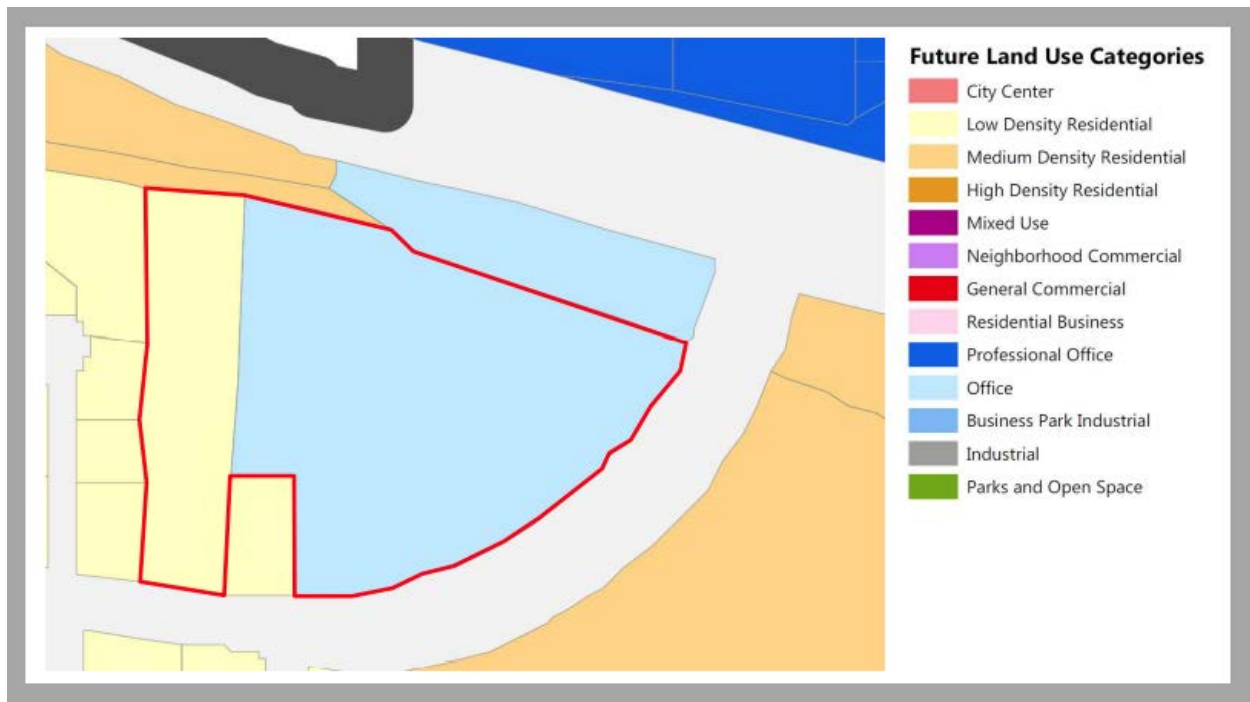 Future Land Use Categories
City Center
Low Density Residential
Medium Density Residential
High Density Residential
Mixed Use
Neighborhood Commercial
General Commercial
Residential Business
Professional Office
Office
Business Park Industrial
Industrial
Parks and Open Space